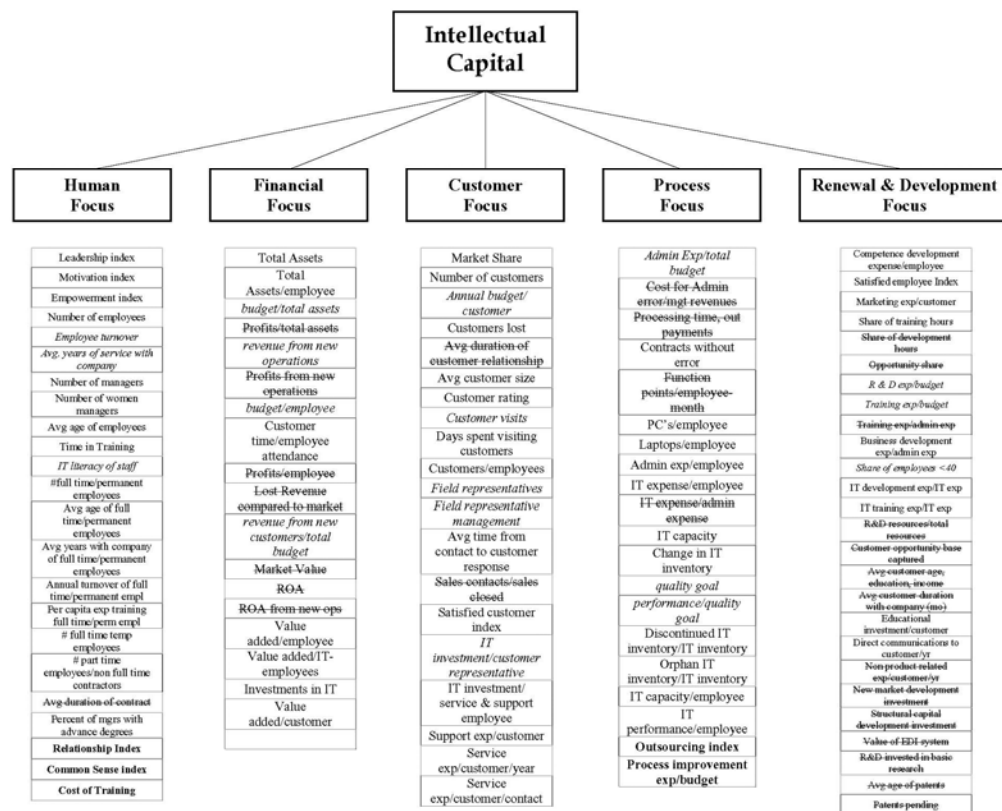 Intellectual
Capital
Human
Focus
Financial
Focus
Customer
Focus
Process
Focus
Renewal & Development
Focus
Leadership index
Motivation index
Empowerment index
Number of employees
Employee turnover
Avg. years of service with
company
Number of managers
Number of women
managers
Avg age of employees
Time in Training
IT literacy of staff
#full time/permanent
employees
Avg age of full
time/permanent
employees
Avg years with company
of full time/permanent
employees
Annual turnover of full
time/permanent empl
Per capita exp training
full time/perm empl
# full time temp
employees
# part time
employees/non full time
contractors
Avg duration of contract
Percent of mgrs with
advance degrees
Relationship Index
Common Sense index
Cost of Training
Total Assets
Total
Assets/employee
budget/total assets
Profits/total assets
revenue from new
operations
Profits from new
operations
budget/employee
Customer
time/employee
attendance
Profits/employee
Lost Revenue
compared to market
revenue from new
customers/total
budget
Market Value
ROA
ROA from new ops
Value
added/employee
Value added/IT-
employees
Investments in IT
Value
added/customer
Market Share
Number of customers
Annual budget/
customer
Customers lost
Avg duration of
customer relationship
Avg customer size
Customer rating
Customer visits
Days spent visiting
customers
Customers/employees
Field representatives
Field representative
management
Avg time from
contact to customer
response
Sales contacts/sales
closed
Satisfied customer
index
IT
investment/customer
representative
IT investment/
service & support
employee
Support exp/customer
Service
exp/customer/year
Service
exp/customer/contact
Admin Exp/total
budget
Cost for Admin
error/mgt revenues
Processing time, out
payments
Contracts without
error
Function
points/employee-
month
PC's/employee
Laptops/employee
Admin exp/employee
IT expense/employee
IT expense/admin
expense
IT capacity
Change in IT
inventory
quality goal
performance/quality
goal
Discontinued IT
inventory/IT inventory
Orphan IT
inventory/IT inventory
IT capacity/employee
IT
performance/employee
Outsourcing index
Process improvement
exp/budget
Competence development
expense/employee
Satisfied employee Index
Marketing exp/customer
Share of training hours
Share of development
hours
Opportunity share
R & D exp/budget
Training exp/budget
Training exp/admin exp
Business development
exp/admin exp
Share of employees <40
IT development exp/IT exp
IT training exp/IT exp
R&D resources/total
resources
Customer opportunity base
captured
Avg customer age,
education, income
Avg customer duration
with company (mo)
Educational
investment/customer
Direct communications to
customer/yr
Non product related
exp/customer/yr
New market development
investment
Structural capital
development investment
Value of EDI system
R&D invested in basic
research
Avg age of patents
Patents pending